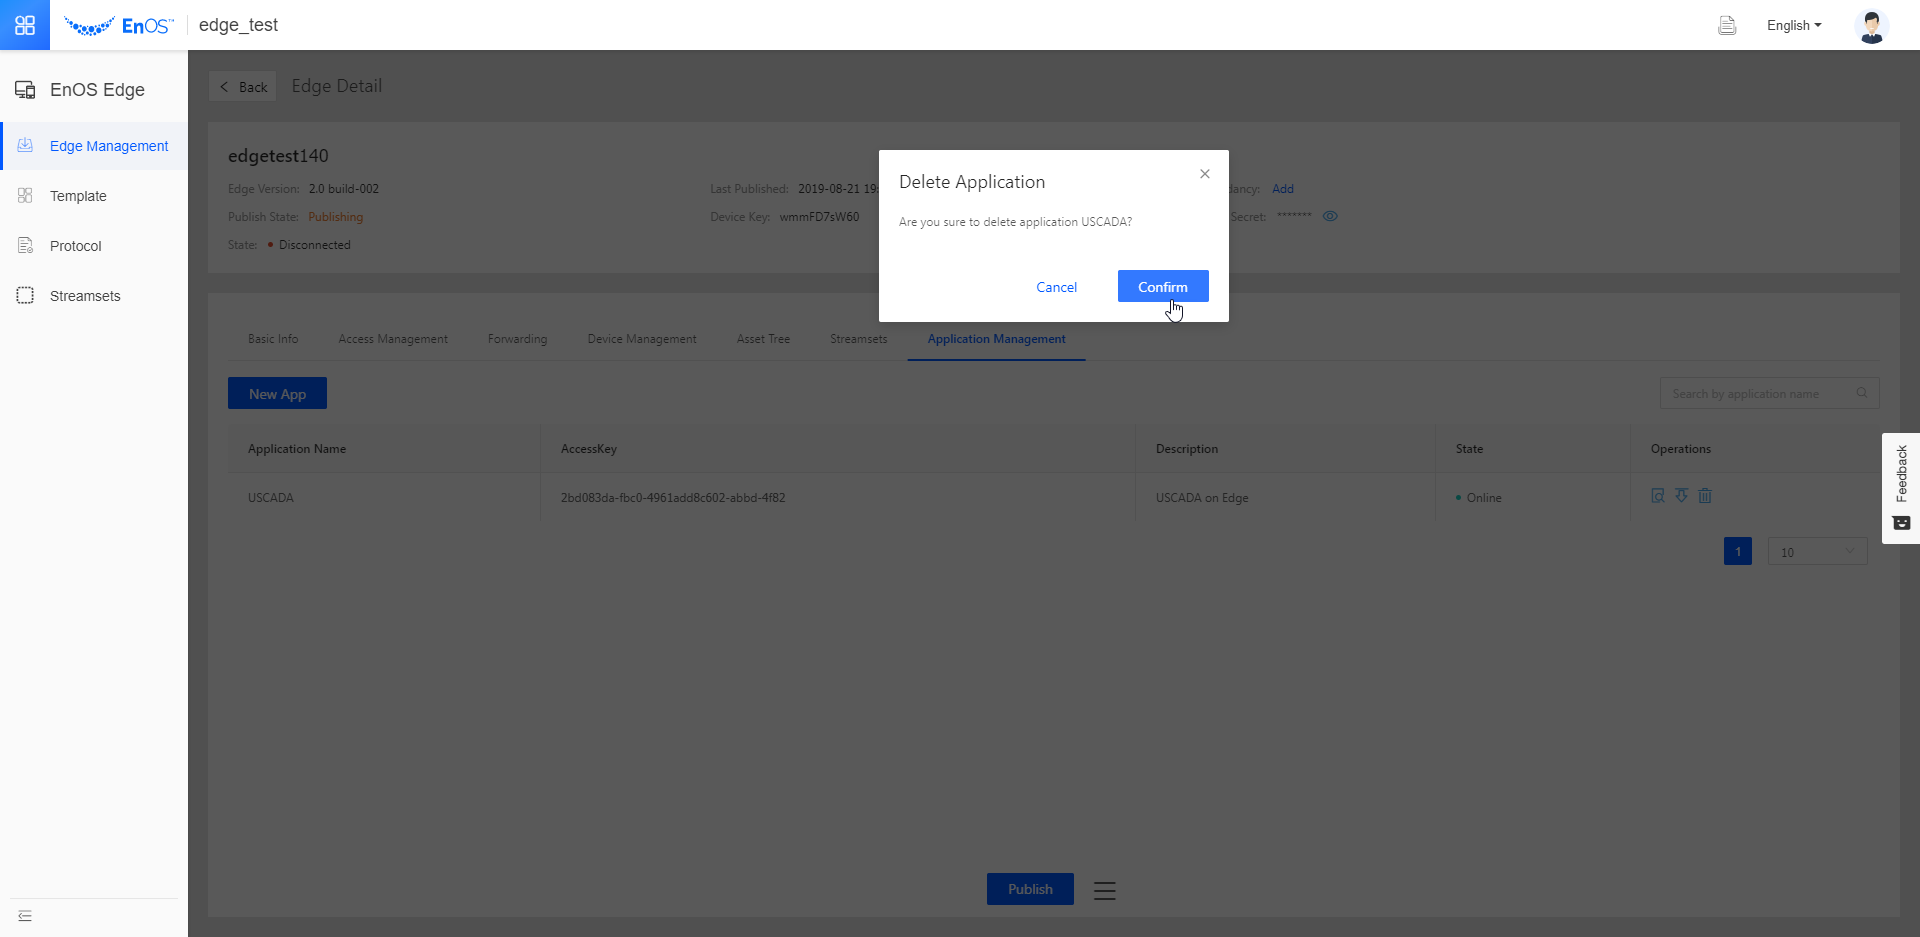 EnOS™ edge_test English
EnOS Edge
Edge Management
Template
Protocol
Streamsets
Back Edge Detail
edgetest140
Edge Version: 2.0 build-002 Last Published: 2019-08-21 19: dancy: Add
Publish State: Publishing Device Key: wmmFD7sW60 Secret: *******
State: Disconnected
Delete Application
Are you sure to delete application USCADA?
Cancel Confirm
Basic Info Access Management Forwarding Device Management Asset Tree Streamsets Application Management
New App Search by application name
Application Name AccessKey Description State Operations
USCADA 2bd083da-fbc0-4961add8c602-abbd-4f82 USCADA on Edge Online
1 10
Publish
Feedback